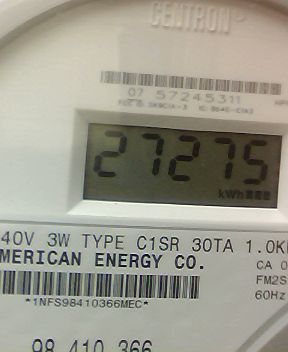 CENTRON
07 57245311
27275
kWh
40V 3W TYPE C1SR 30TA 1.0K
MERICAN ENERGY CO.
CA 0
FM2S
60Hz
*1NFS98410366MEC*
98 410 366